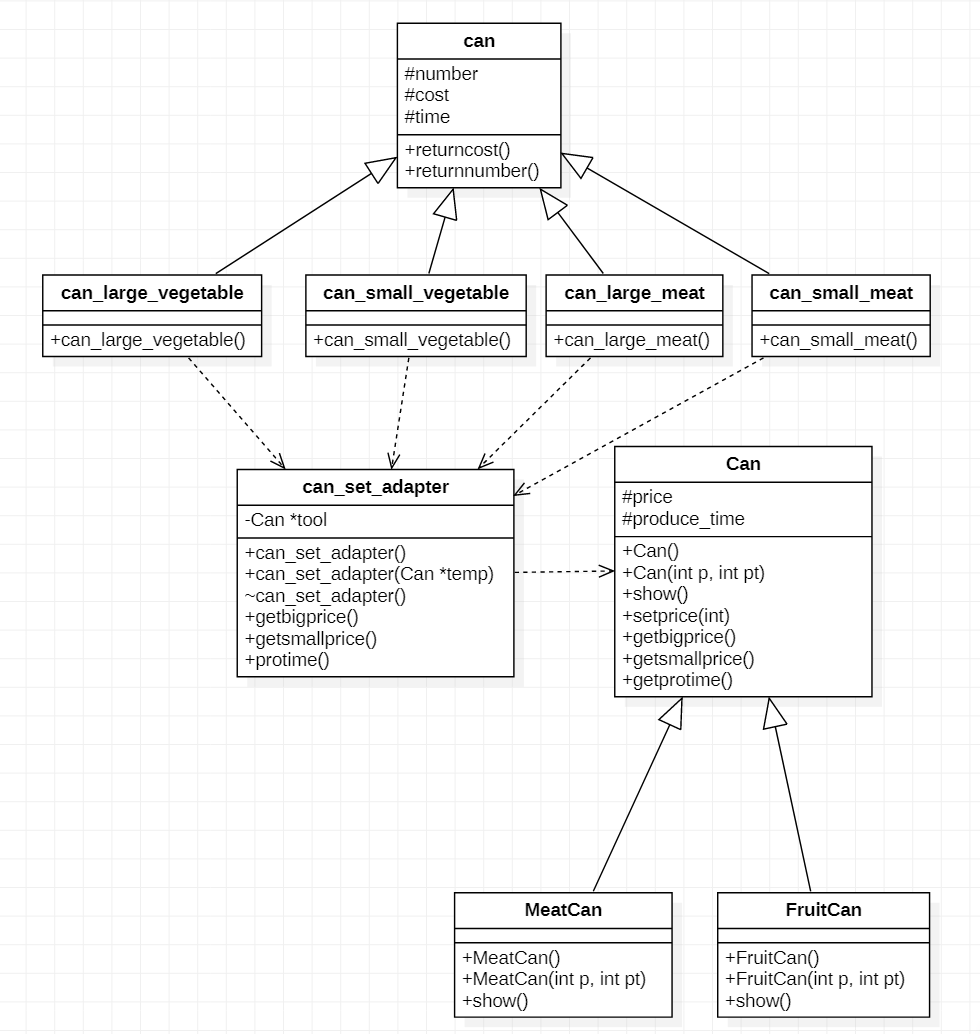 can
#number
#cost
#time
+returncost()
+returnnumber()
can_large_vegetable
+can_large_vegetable()
can_small_vegetable
+can_small_vegetable()
can_large_meat
+can_large_meat()
can_small_meat
+can_small_meat()
can_set_adapter
-Can *tool
+can_set_adapter()
+can_set_adapter(Can *temp)
~can_set_adapter()
+getbigprice()
+getsmallprice()
+protime()
Can
#price
#produce_time
+Can()
+Can(int p, int pt)
+show()
+setprice(int)
+getbigprice()
+getsmallprice()
+getprotime()
MeatCan
+MeatCan()
+MeatCan(int p, int pt)
+show()
FruitCan
+FruitCan()
+FruitCan(int p, int pt)
+show()